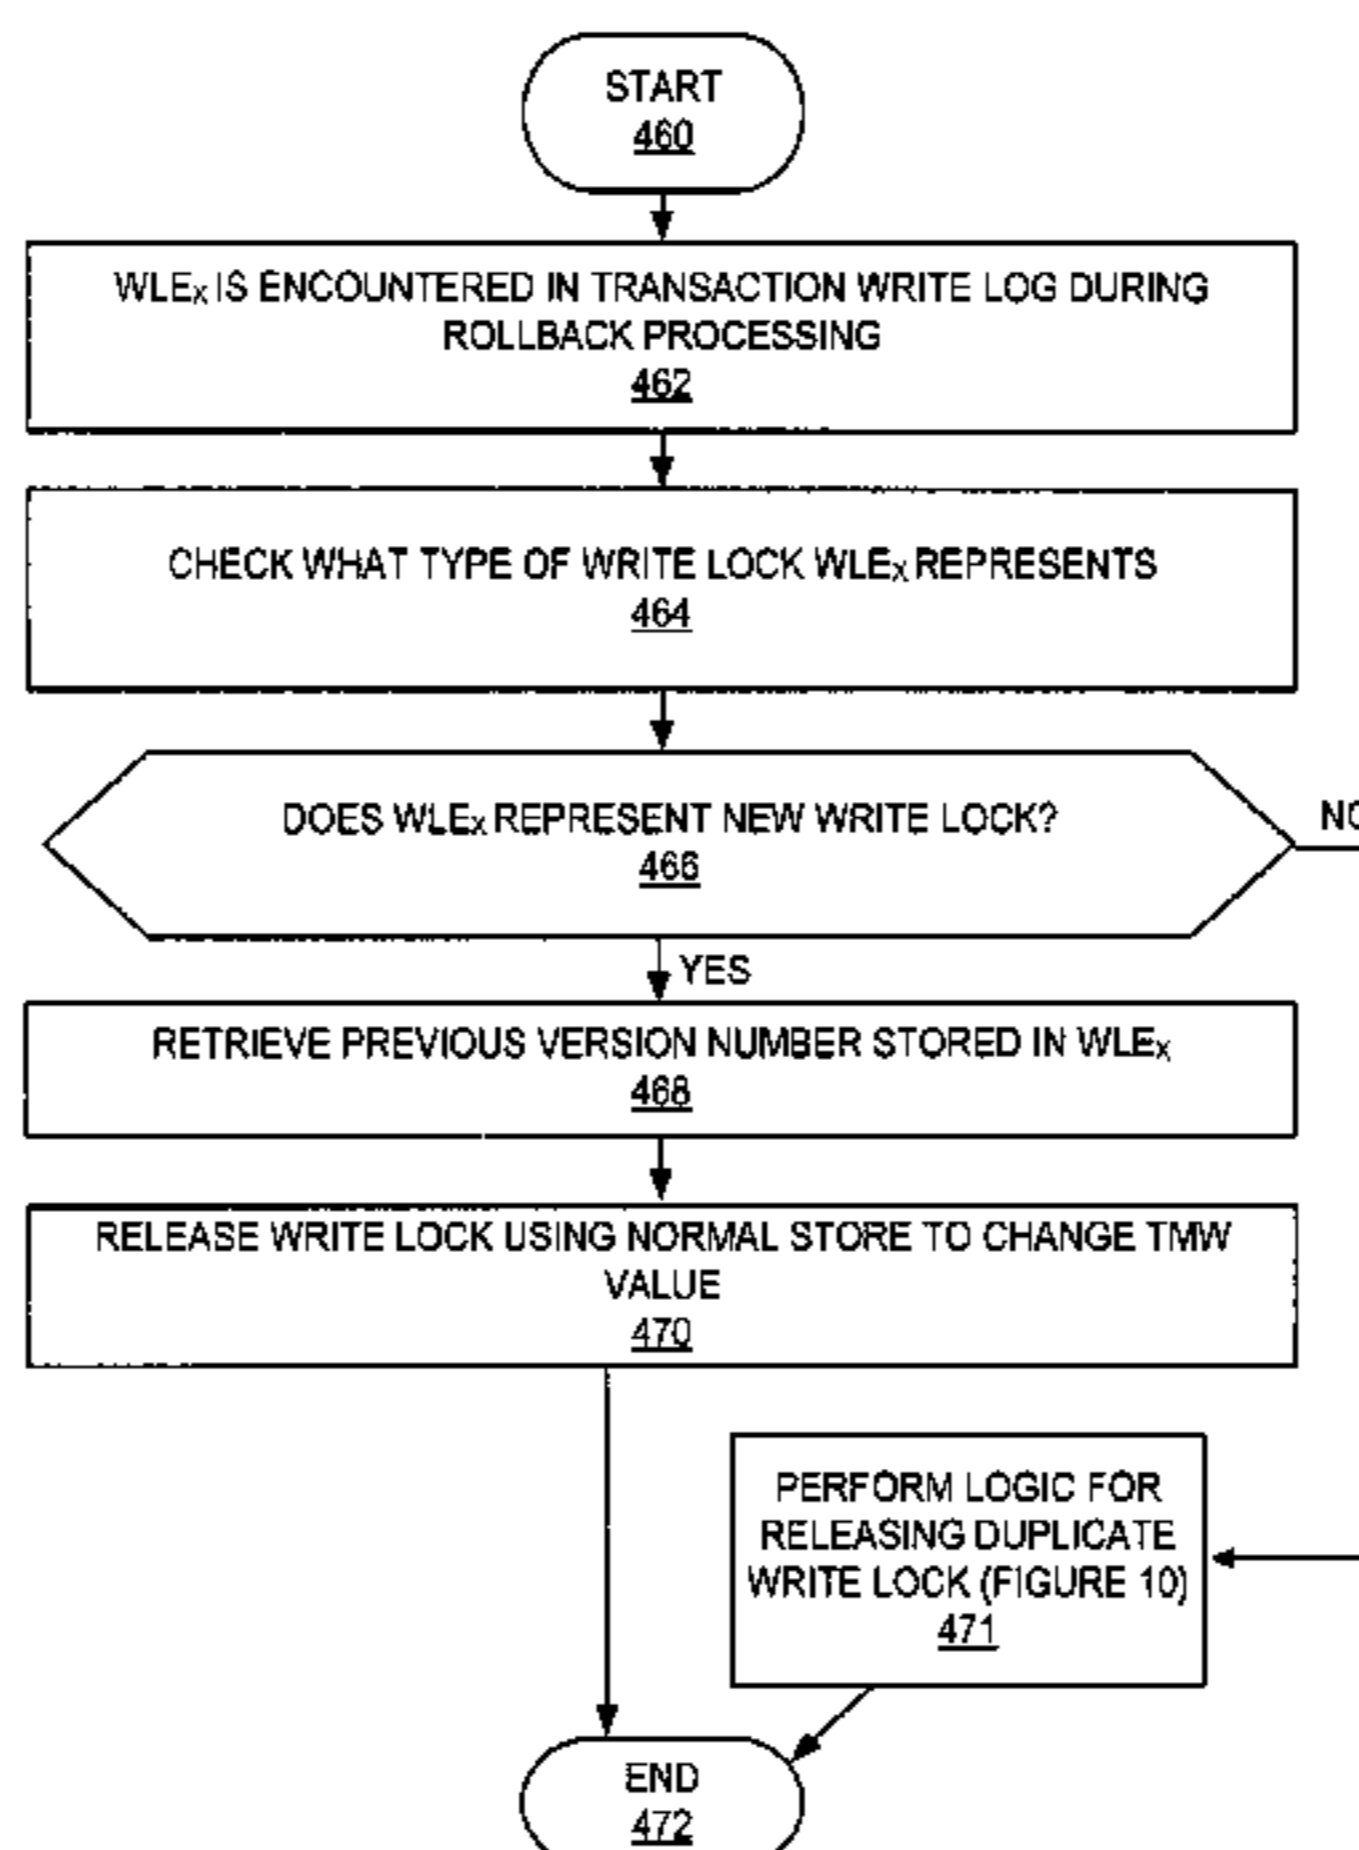 START
460
WLEX IS ENCOUNTERED IN TRANSACTION WRITE LOG DURING
ROLLBACK PROCESSING
462
CHECK WHAT TYPE OF WRITE LOCK WLEX REPRESENTS
464
DOES WLEX REPRESENT NEW WRITE LOCK?
466
NO
YES
RETRIEVE PREVIOUS VERSION NUMBER STORED IN WLEX
468
RELEASE WRITE LOCK USING NORMAL STORE TO CHANGE TMW
VALUE
470
PERFORM LOGIC FOR
RELEASING DUPLICATE
WRITE LOCK (FIGURE 10)
471
END
472